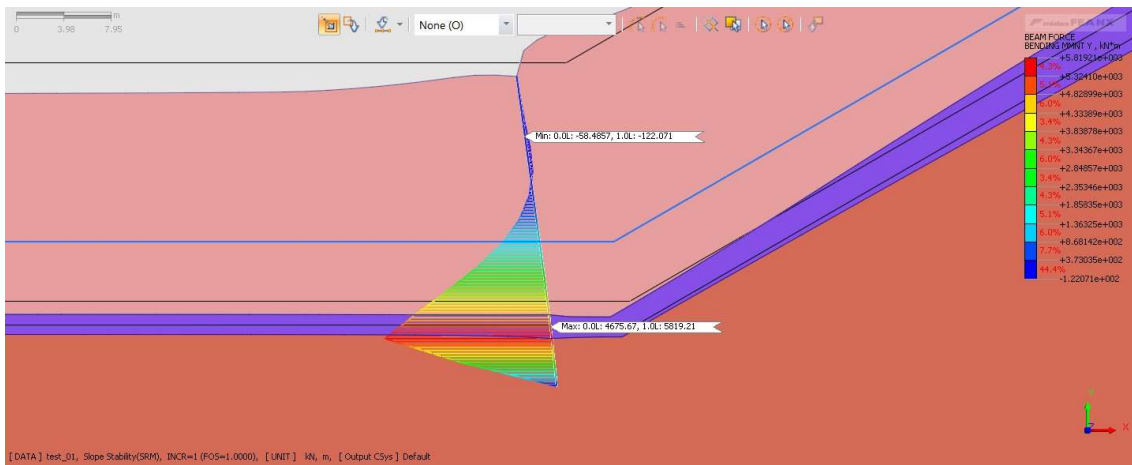 m
0 3.98 7.95
None (O)
midas FEANX
BEAM FORCE
BENDING MMNT Y , kN*m
+5.81921e+003
4.3%
+5.32410e+003
5.1%
+4.82899e+003
6.0%
+4.33389e+003
3.4%
+3.83878e+003
4.3%
+3.34367e+003
6.0%
+2.84857e+003
3.4%
+2.35346e+003
4.3%
+1.85835e+003
5.1%
+1.36325e+003
6.0%
+8.68142e+002
7.7%
+3.73035e+002
44.4%
-1.22071e+002
Min: 0.0L: -58.4857, 1.0L: -122.071
Max: 0.0L: 4675.67, 1.0L: 5819.21
Y
Z X
[ DATA ] test_01, Slope Stability(SRM), INCR=1 (FOS=1.0000), [ UNIT ] kN, m, [ Output CSys ] Default